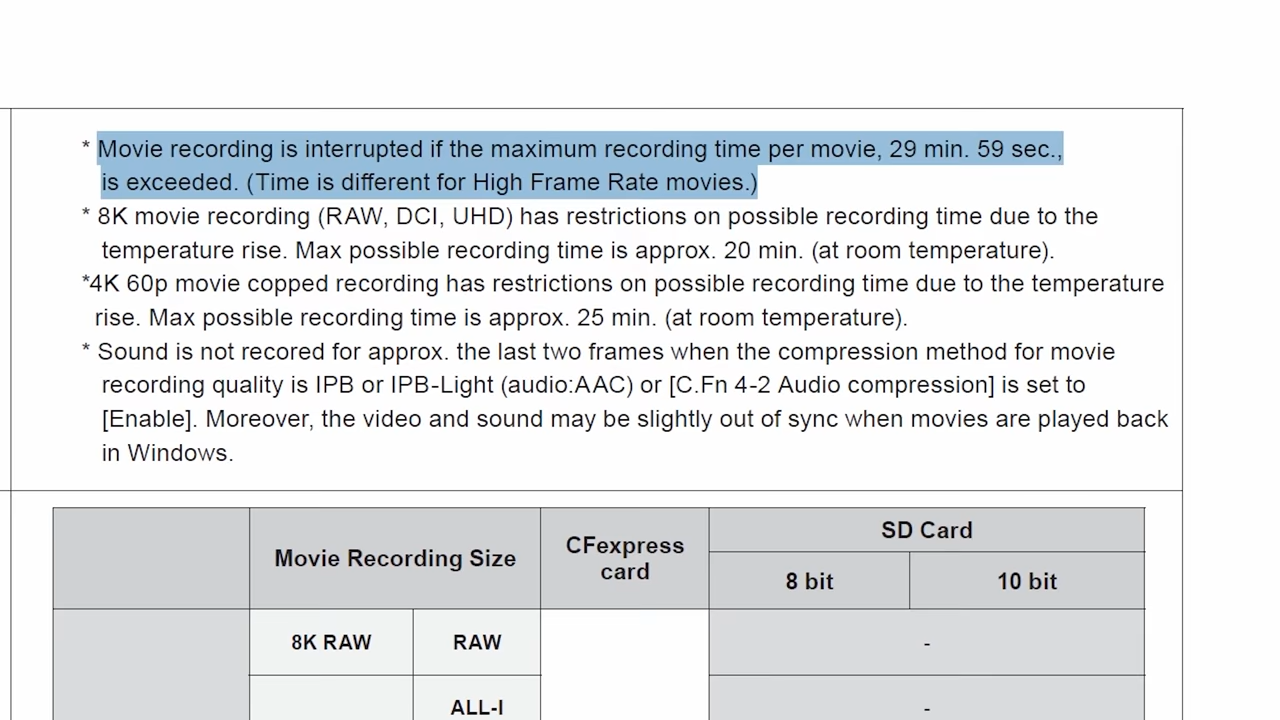 * Movie recording is interrupted if the maximum recording time per movie, 29 min. 59 sec.,
is exceeded. (Time is different for High Frame Rate movies.)
* 8K movie recording (RAW, DCI, UHD) has restrictions on possible recording time due to the
temperature rise. Max possible recording time is approx. 20 min. (at room temperature).
*4K 60p movie copped recording has restrictions on possible recording time due to the temperature
rise. Max possible recording time is approx. 25 min. (at room temperature).
* Sound is not recored for approx. the last two frames when the compression method for movie
recording quality is IPB or IPB-Light (audio:AAC) or [C.Fn 4-2 Audio compression] is set to
[Enable]. Moreover, the video and sound may be slightly out of sync when movies are played back
in Windows.
Movie Recording Size
CFexpress
card
SD Card
8 bit
10 bit
8K RAW
RAW
-
ALL-I
-